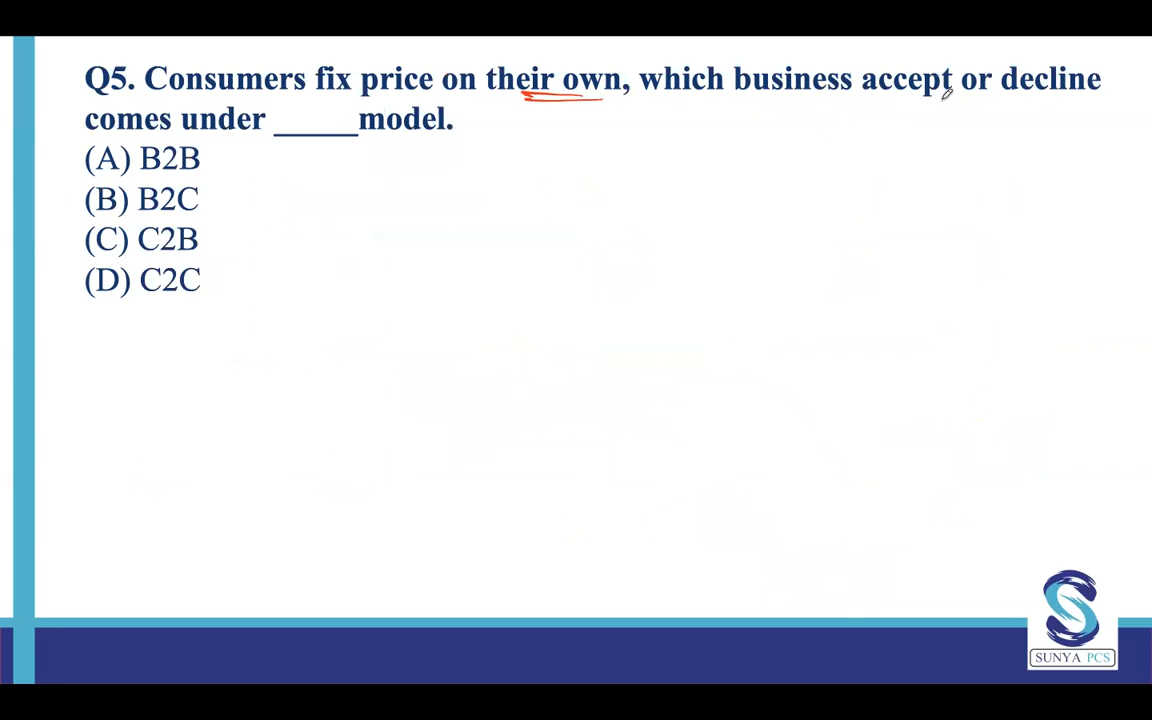 Q5. Consumers fix price on their own, which business accept or decline
comes under _____model.
(A) B2B
(B) B2C
(C) C2B
(D) C2C
SUNYA PCS